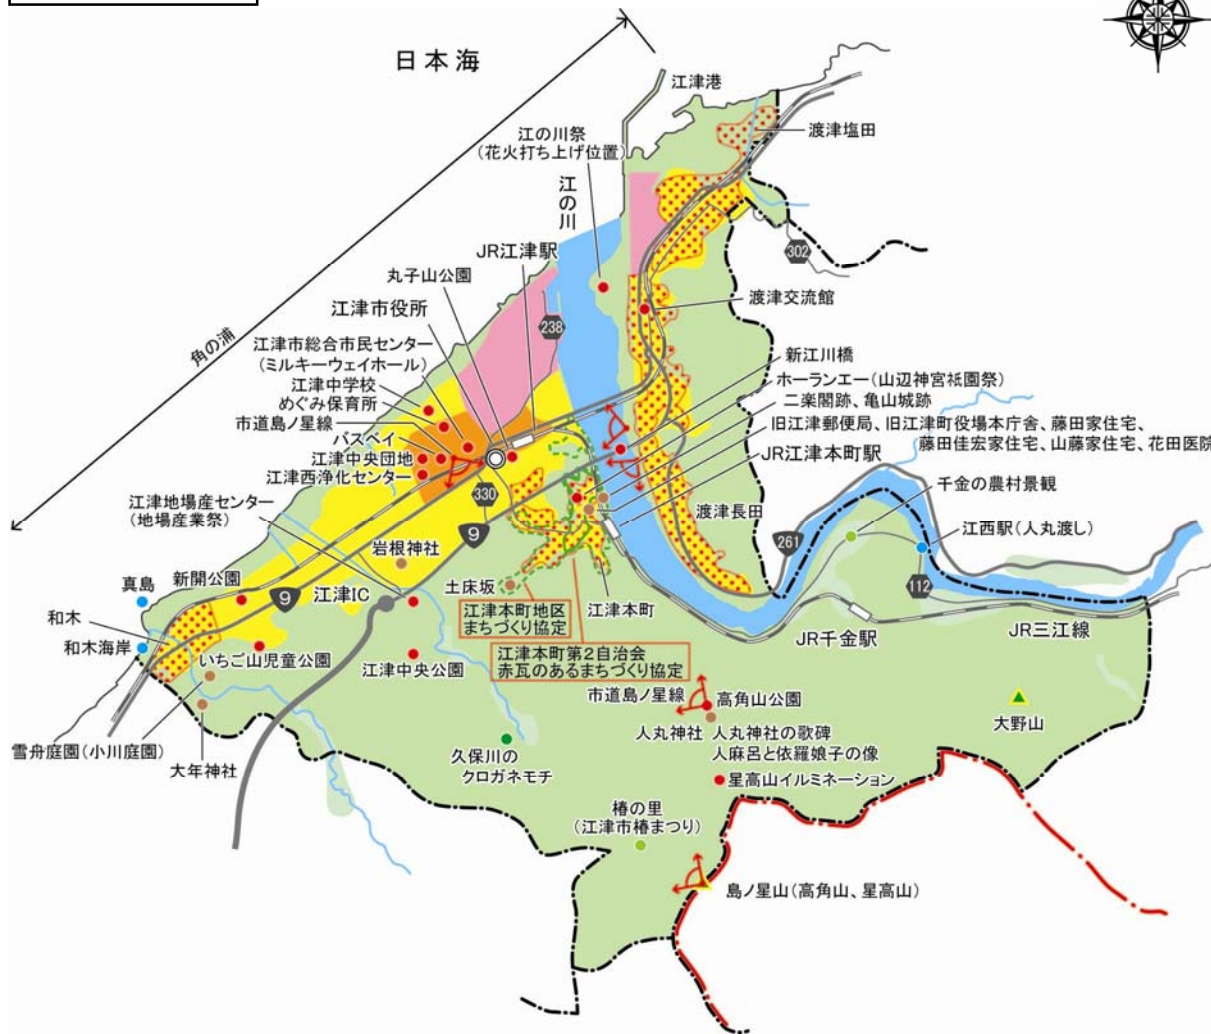 日本海
江津港
渡津塩田
江の川祭
(花火打ち上げ位置)
江の川
302
JR江津駅
丸子山公園
渡津交流館
江津市役所
238
角の浦
江津市総合市民センター
(ミルキーウェイホール)
新江川橋
江津中学校
ホーランエー(山辺神宮祇園祭)
めぐみ保育所
二楽閣跡、亀山城跡
市道島ノ星線
旧江津郵便局、旧江津町役場本庁舎、藤田家住宅、
藤田佳宏家住宅、山藤家住宅、花田医院
バスベイ
江津中央団地
JR江津本町駅
江津西浄化センター
千金の農村景観
330
江津地場産センター
(地場産業祭)
渡津長田
9
261
江西駅(人丸渡し)
岩根神社
土床坂
112
真島
新開公園
9
江津IC
江津本町
江津本町地区
まちづくり協定
和木
JR千金駅
JR三江線
和木海岸
いちご山児童公園
江津中央公園
江津本町第2自治会
赤瓦のあるまちづくり協定
市道島ノ星線
高角山公園
大野山
人丸神社
人丸神社の歌碑
人麻呂と依羅娘子の像
雪舟庭園(小川庭園)
大年神社
久保川の
クロガネモチ
星高山イルミネーション
椿の里
(江津市椿まつり)
島ノ星山(高角山、星高山)